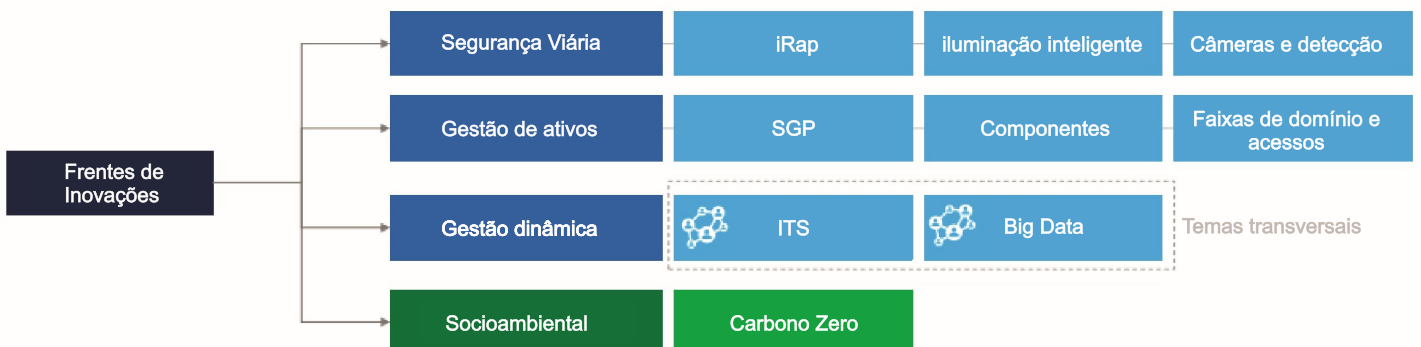 Segurança Viária
iRap
iluminação inteligente
Câmeras e detecção
Gestão de ativos
SGP
Componentes
Faixas de domínio e
acessos
Frentes de
Inovações
Gestão dinâmica
ITS
Big Data
Temas transversais
Socioambiental
Carbono Zero